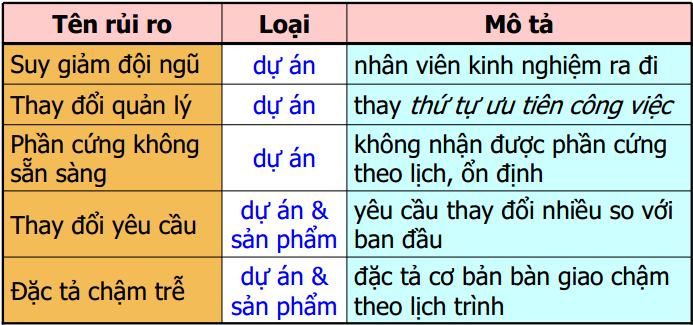 Tên rủi ro Loại Mô tả
Suy giảm đội ngũ dự án nhân viên kinh nghiệm ra đi
Thay đổi quản lý dự án thay thứ tự ưu tiên công việc
Phần cứng không
sẵn sàng
dự án
không nhận được phần cứng
theo lịch, ổn định
Thay đổi yêu cầu
dự án &
sản phẩm
yêu cầu thay đổi nhiều so với
ban đầu
Đặc tả chậm trễ
dự án &
sản phẩm
đặc tả cơ bản bàn giao chậm
theo lịch trình